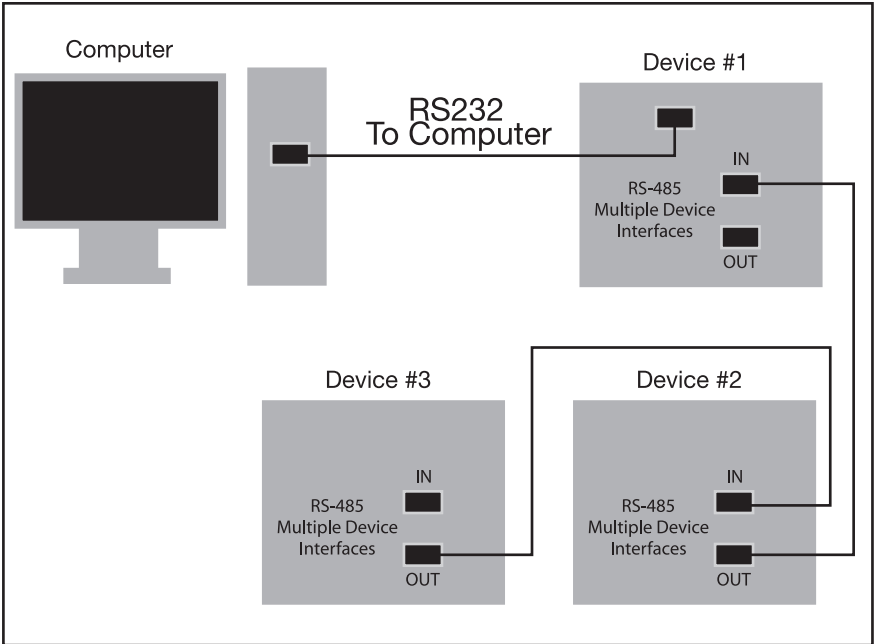 Computer
Device #1
RS232
To Computer
IN
RS-485
Multiple Device
Interfaces
OUT
Device #3
Device #2
IN
RS-485
Multiple Device
Interfaces
OUT
IN
RS-485
Multiple Device
Interfaces
OUT